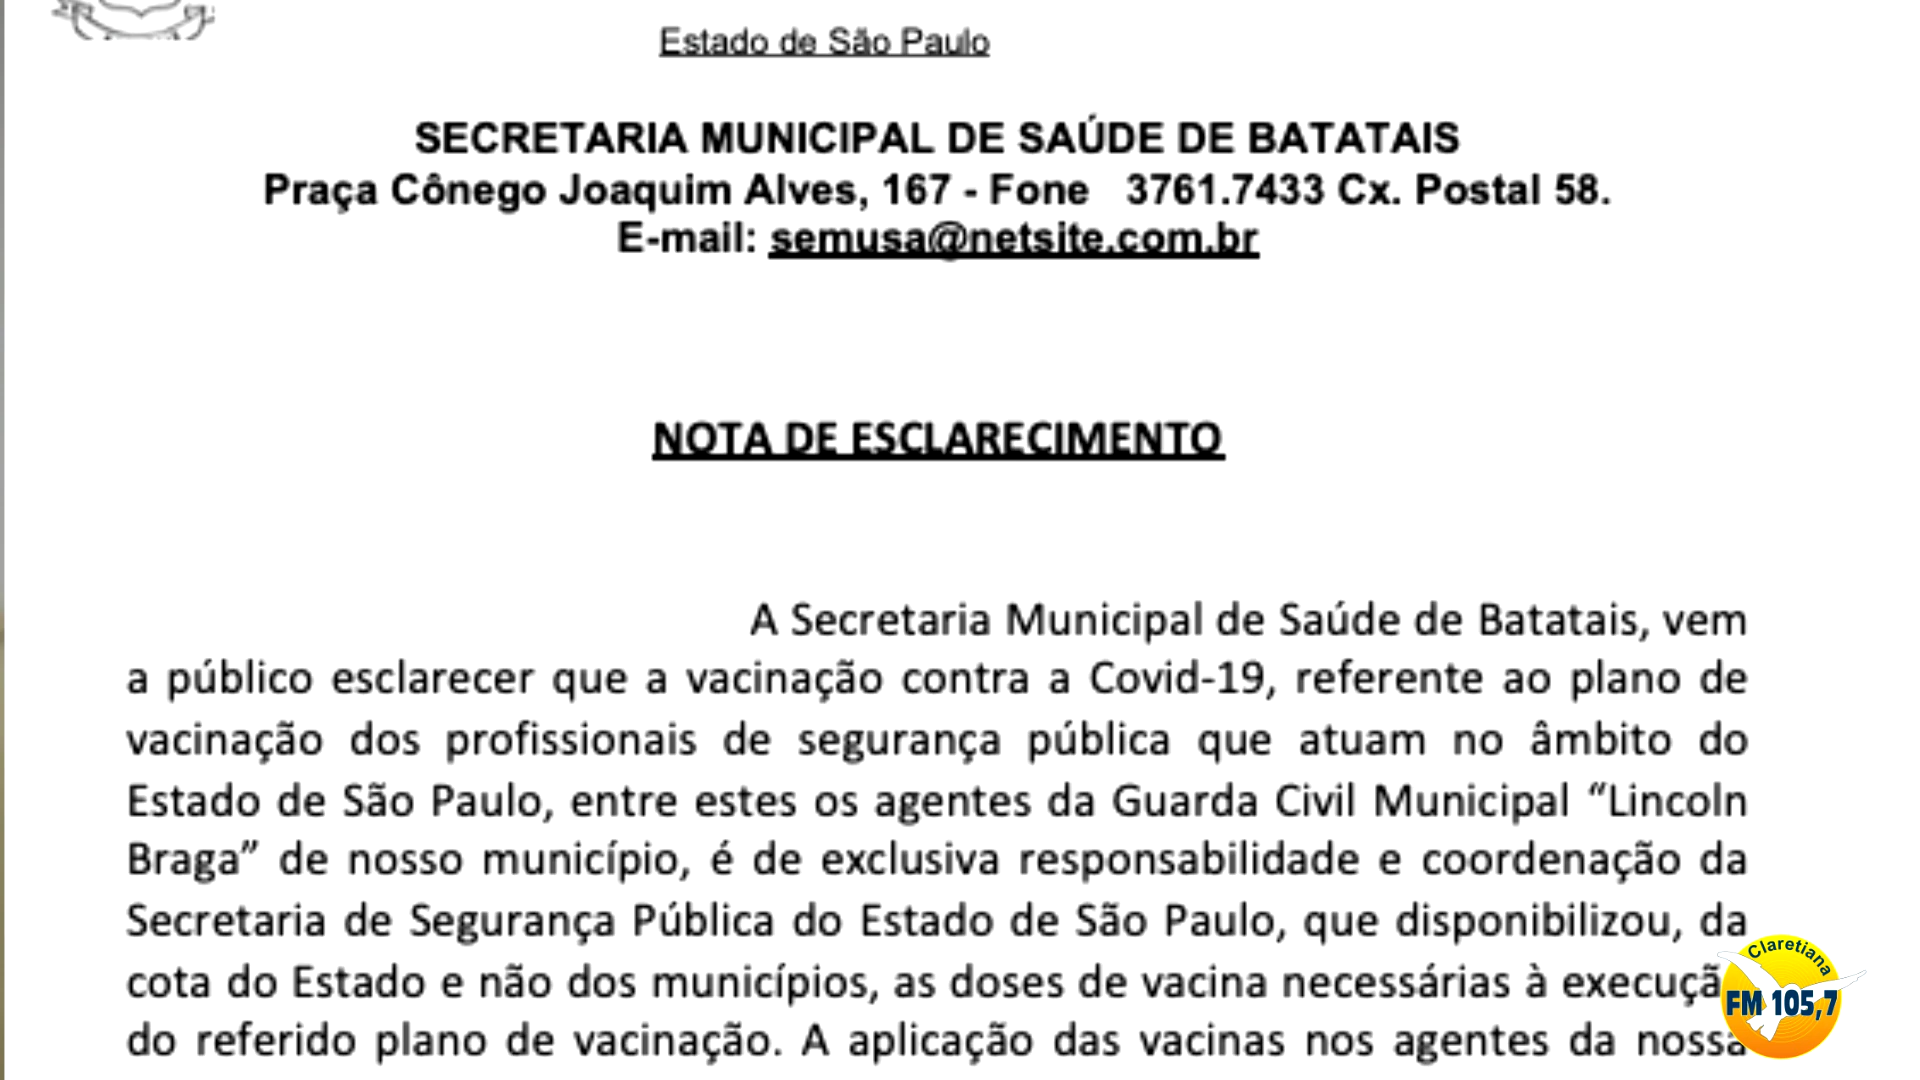 Estado de São Paulo
SECRETARIA MUNICIPAL DE SAÚDE DE BATATAIS
Praça Cônego Joaquim Alves, 167 - Fone 3761.7433 Cx. Postal 58.
E-mail: semusa@netsite.com.br
NOTA DE ESCLARECIMENTO
A Secretaria Municipal de Saúde de Batatais, vem
a público esclarecer que a vacinação contra a Covid-19, referente ao plano de
vacinação dos profissionais de segurança pública que atuam no âmbito do
Estado de São Paulo, entre estes os agentes da Guarda Civil Municipal “Lincoln
Braga” de nosso município, é de exclusiva responsabilidade e coordenação da
Secretaria de Segurança Pública do Estado de São Paulo, que disponibilizou, da
cota do Estado e não dos municípios, as doses de vacina necessárias à execuçã
do referido plano de vacinação. A aplicação das vacinas nos agentes da nossa
Claretiana
FM 105,7